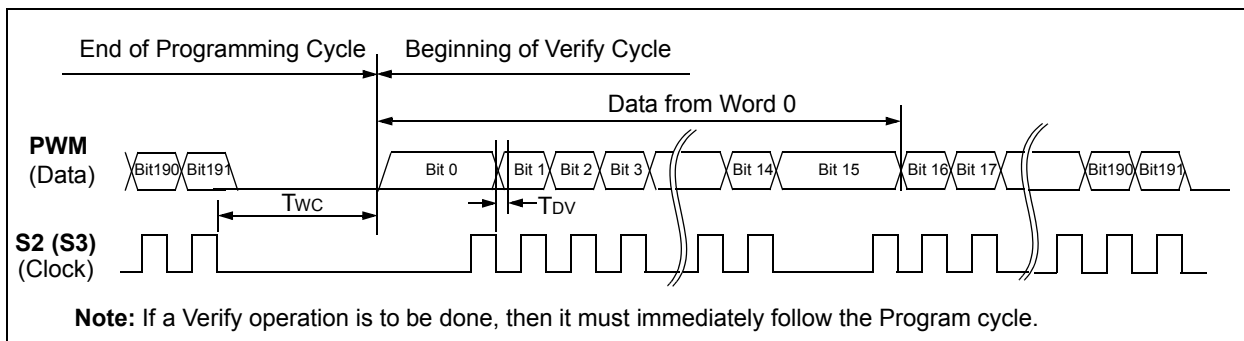 End of Programming Cycle Beginning of Verify Cycle
Data from Word 0
PWM
(Data)
Bit190 Bit191 Bit 0 Bit 1 Bit 2 Bit 3 Bit 14 Bit 15 Bit 16 Bit 17 Bit190 Bit191
TWC TDV
S2 (S3)
(Clock)
Note: If a Verify operation is to be done, then it must immediately follow the Program cycle.